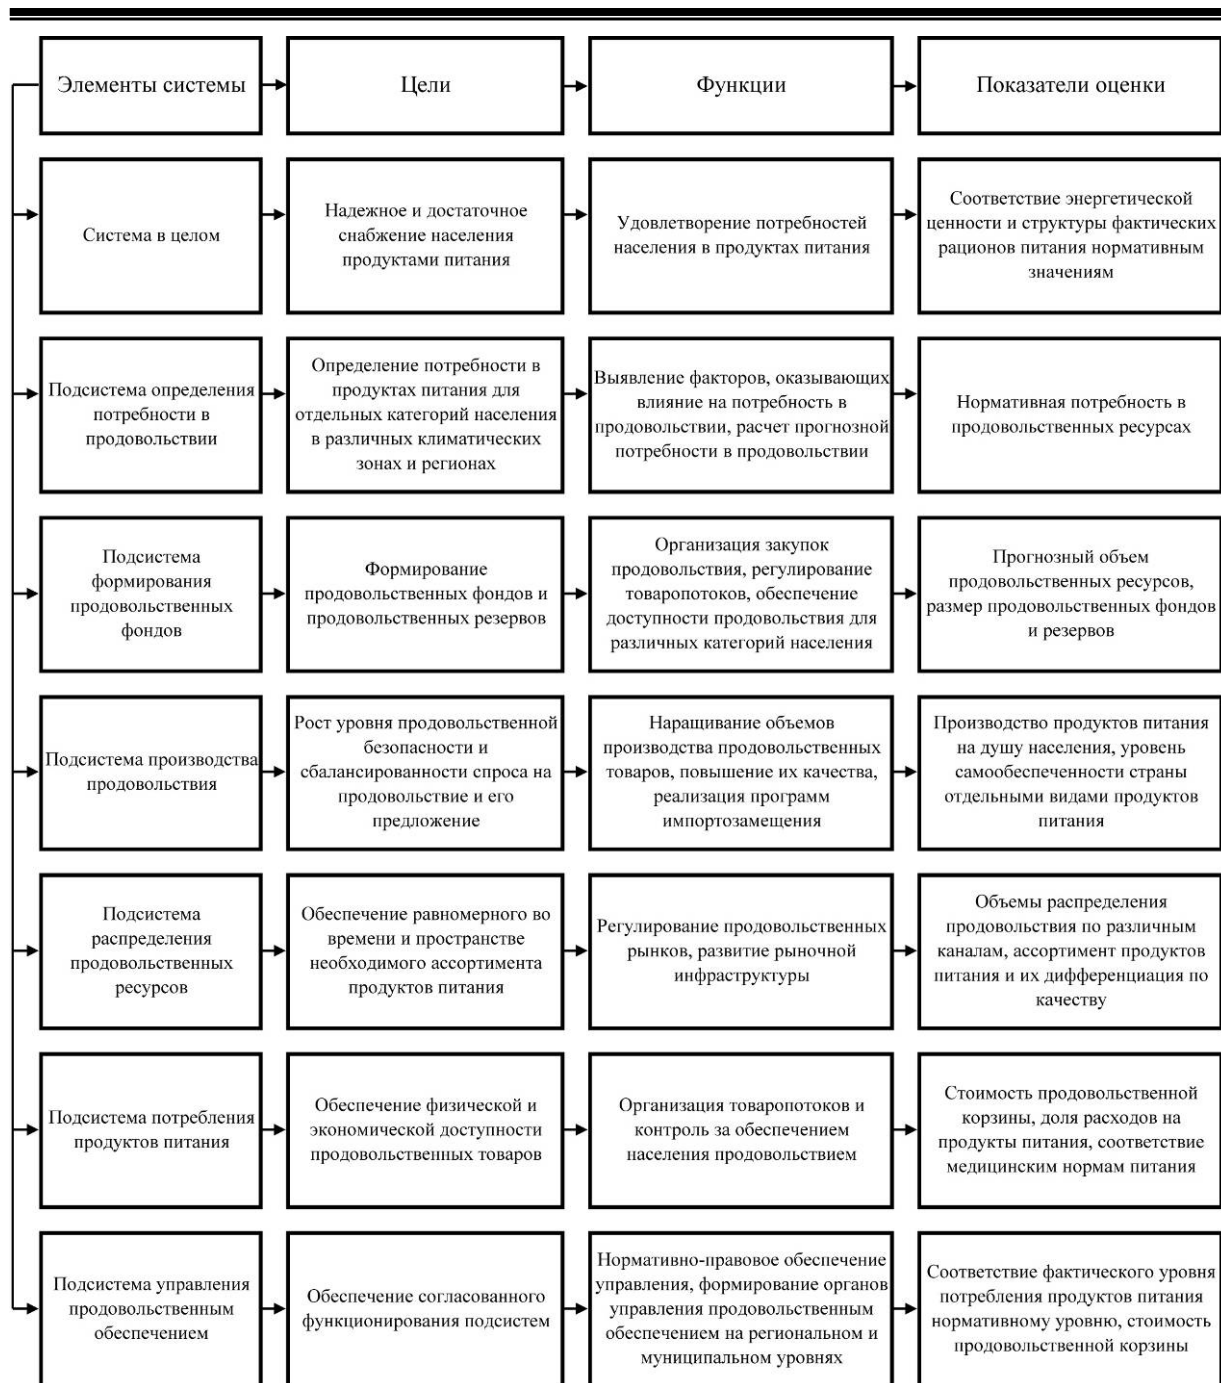 Элементы системы
Цели
Функции
Показатели оценки
Система в целом
Надежное и достаточное
снабжение населения
продуктами питания
Удовлетворение потребностей
населения в продуктах питания
Соответствие энергетической
ценности и структуры фактических
рационов питания нормативным
значениям
Подсистема определения
потребности в
продовольствии
Определение потребности в
продуктах питания для
отдельных категорий населения
в различных климатических
зонах и регионах
Выявление факторов, оказывающих
влияние на потребность в
продовольствии, расчет прогнозной
потребности в продовольствии
Нормативная потребность в
продовольственных ресурсах
Подсистема
формирования
продовольственных
фондов
Формирование
продовольственных фондов и
продовольственных резервов
Организация закупок
продовольствия, регулирование
товаропотоков, обеспечение
доступности продовольствия для
различных категорий населения
Прогнозный объем
продовольственных ресурсов,
размер продовольственных фондов
и резервов
Подсистема производства
продовольствия
Рост уровня продовольственной
безопасности и
сбалансированности спроса на
продовольствие и его
предложение
Наращивание объемов
производства продовольственных
товаров, повышение их качества,
реализация программ
импортозамещения
Производство продуктов питания
на душу населения, уровень
самообеспеченности страны
отдельными видами продуктов
питания
Подсистема
распределения
продовольственных
ресурсов
Обеспечение равномерного во
времени и пространстве
необходимого ассортимента
продуктов питания
Регулирование продовольственных
рынков, развитие рыночной
инфраструктуры
Объемы распределения
продовольствия по различным
каналам, ассортимент продуктов
питания и их дифференциация по
качеству
Подсистема потребления
продуктов питания
Обеспечение физической и
экономической доступности
продовольственных товаров
Организация товаропотоков и
контроль за обеспечением
населения продовольствием
Стоимость продовольственной
корзины, доля расходов на
продукты питания, соответствие
медицинским нормам питания
Подсистема управления
продовольственным
обеспечением
Обеспечение согласованного
функционирования подсистем
Нормативно-правовое обеспечение
управления, формирование органов
управления продовольственным
обеспечением на региональном и
муниципальном уровнях
Соответствие фактического уровня
потребления продуктов питания
нормативному уровню, стоимость
продовольственной корзины